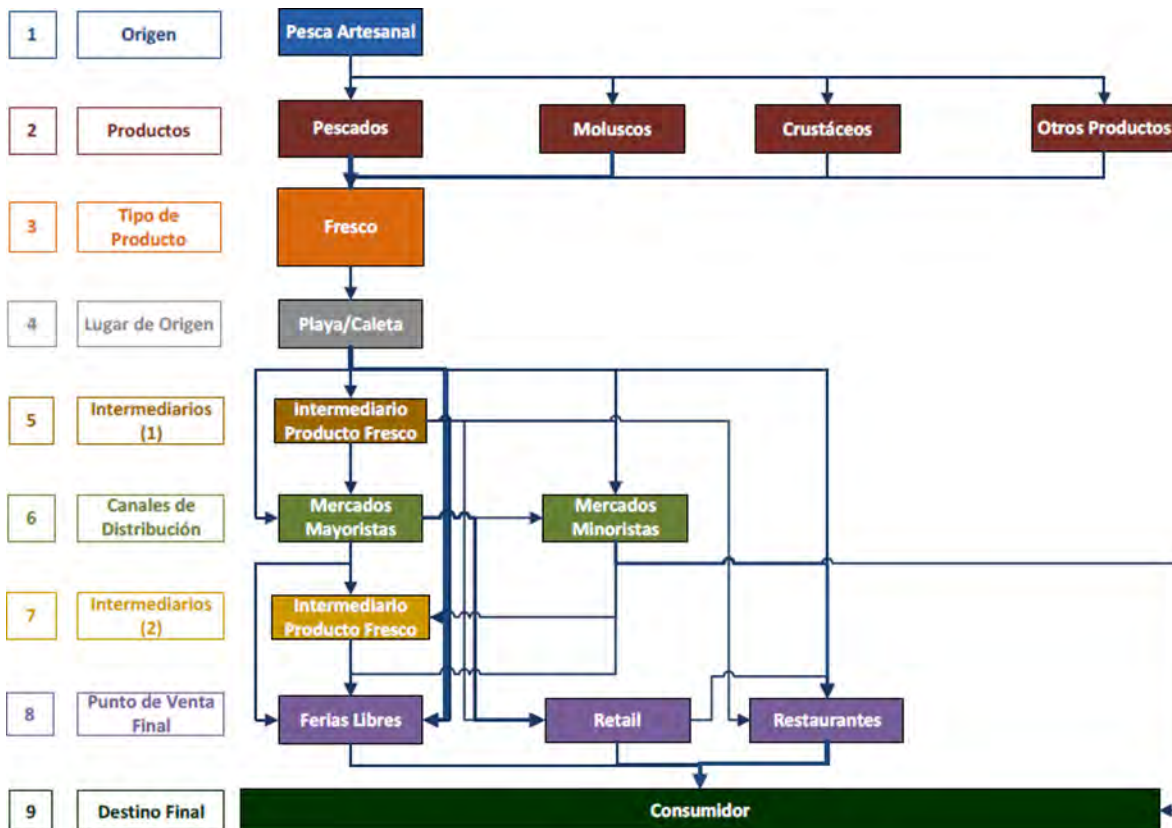 1
Origen
Pesca Artesanal
2
Productos
Pescados
Moluscos
Crustáceos
Otros Productos
3
Tipo de
Producto
Fresco
4
Lugar de Origen
Playa/Caleta
5
Intermediarios
(1)
Intermediario
Producto Fresco
6
Canales de
Distribución
Mercados
Mayoristas
Mercados
Minoristas
7
Intermediarios
(2)
Intermediario
Producto Fresco
8
Punto de Venta
Final
Ferias Libres
Retail
Restaurantes
9
Destino Final
Consumidor